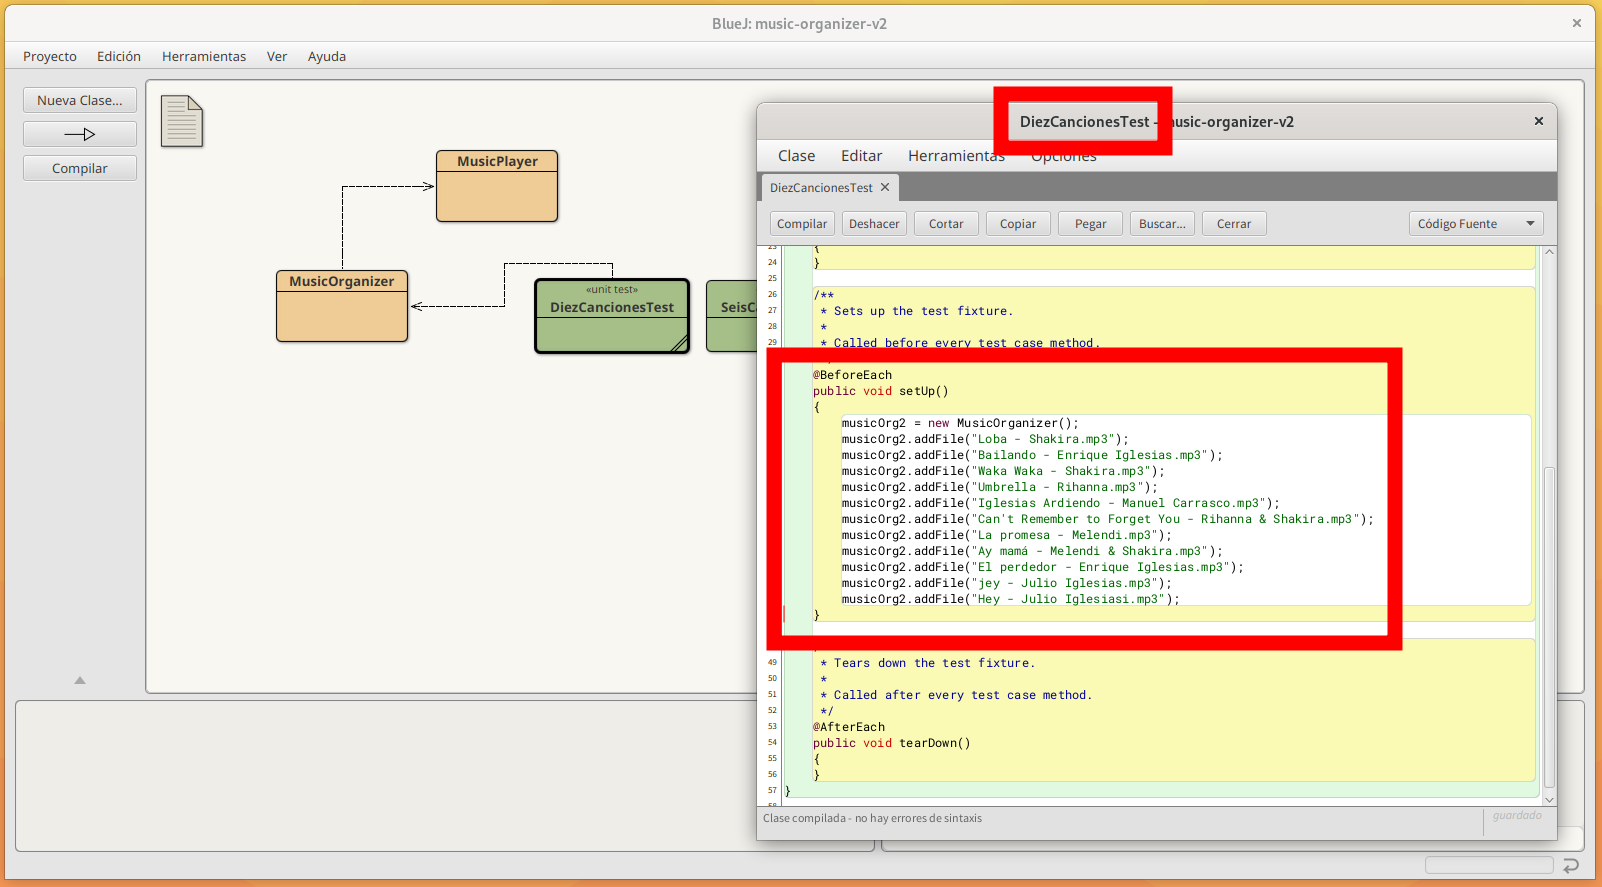 BlueJ: music-organizer-v2
Proyecto Edición Herramientas Ver Ayuda
Nueva Clase...
Compilar
MusicPlayer
MusicOrganizer
«unit test»
DiezCancionesTest
SeisC
DiezCancionesTest - music-organizer-v2
Clase Editar Herramientas Opciones
DiezCancionesTest
Compilar Deshacer Cortar Copiar Pegar Buscar... Cerrar Código Fuente
23 {
24 }
25
26 /**
27 * Sets up the test fixture.
28 *
29 * Called before every test case method.
@BeforeEach
public void setUp()
{
musicOrg2 = new MusicOrganizer();
musicOrg2.addFile("Loba - Shakira.mp3");
musicOrg2.addFile("Bailando - Enrique Iglesias.mp3");
musicOrg2.addFile("Waka Waka - Shakira.mp3");
musicOrg2.addFile("Umbrella - Rihanna.mp3");
musicOrg2.addFile("Iglesias Ardiendo - Manuel Carrasco.mp3");
musicOrg2.addFile("Can't Remember to Forget You - Rihanna & Shakira.mp3");
musicOrg2.addFile("La promesa - Melendi.mp3");
musicOrg2.addFile("Ay mamá - Melendi & Shakira.mp3");
musicOrg2.addFile("El perdedor - Enrique Iglesias.mp3");
musicOrg2.addFile("jey - Julio Iglesias.mp3");
musicOrg2.addFile("Hey - Julio Iglesiasi.mp3");
}
49 * Tears down the test fixture.
50 *
51 * Called after every test case method.
52 */
53 @AfterEach
54 public void tearDown()
55 {
56 }
57 }
Clase compilada - no hay errores de sintaxis
guardado